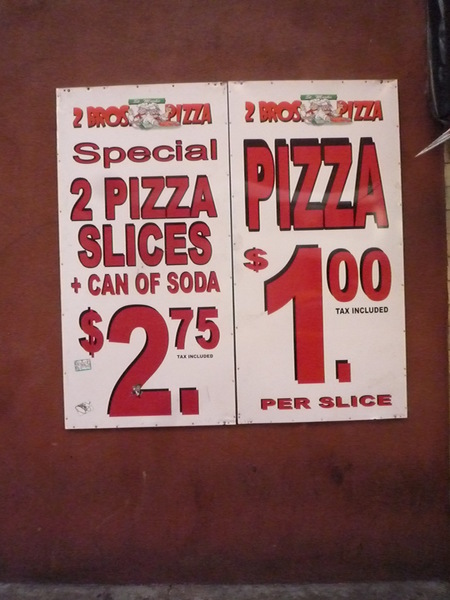 2 BROS PIZZA
Special
2 PIZZA
SLICES
+ CAN OF SODA
$2.75
TAX INCLUDED
2 BROS PIZZA
PIZZA
$1.00
TAX INCLUDED
PER SLICE